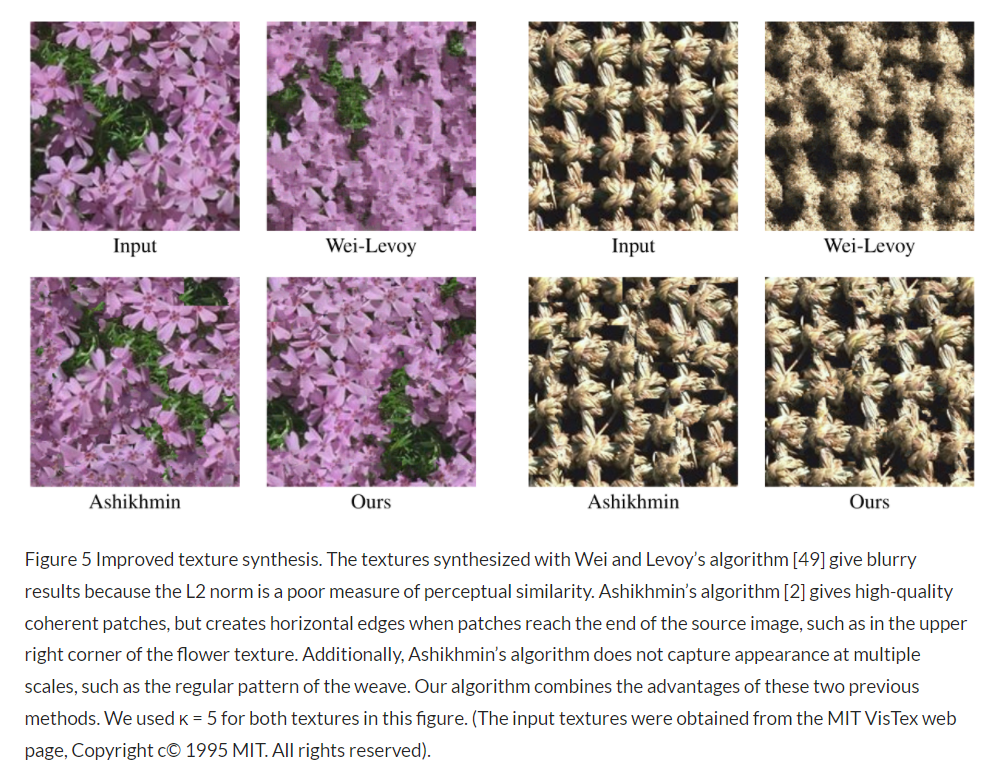 Input
Wei-Levoy
Input
Wei-Levoy
Ashikhmin
Ours
Ashikhmin
Ours
Figure 5 Improved texture synthesis. The textures synthesized with Wei and Levoy’s algorithm [49] give blurry
results because the L2 norm is a poor measure of perceptual similarity. Ashikhmin’s algorithm [2] gives high-quality
coherent patches, but creates horizontal edges when patches reach the end of the source image, such as in the upper
right corner of the flower texture. Additionally, Ashikhmin’s algorithm does not capture appearance at multiple
scales, such as the regular pattern of the weave. Our algorithm combines the advantages of these two previous
methods. We used κ = 5 for both textures in this figure. (The input textures were obtained from the MIT VisTex web
page, Copyright c© 1995 MIT. All rights reserved).